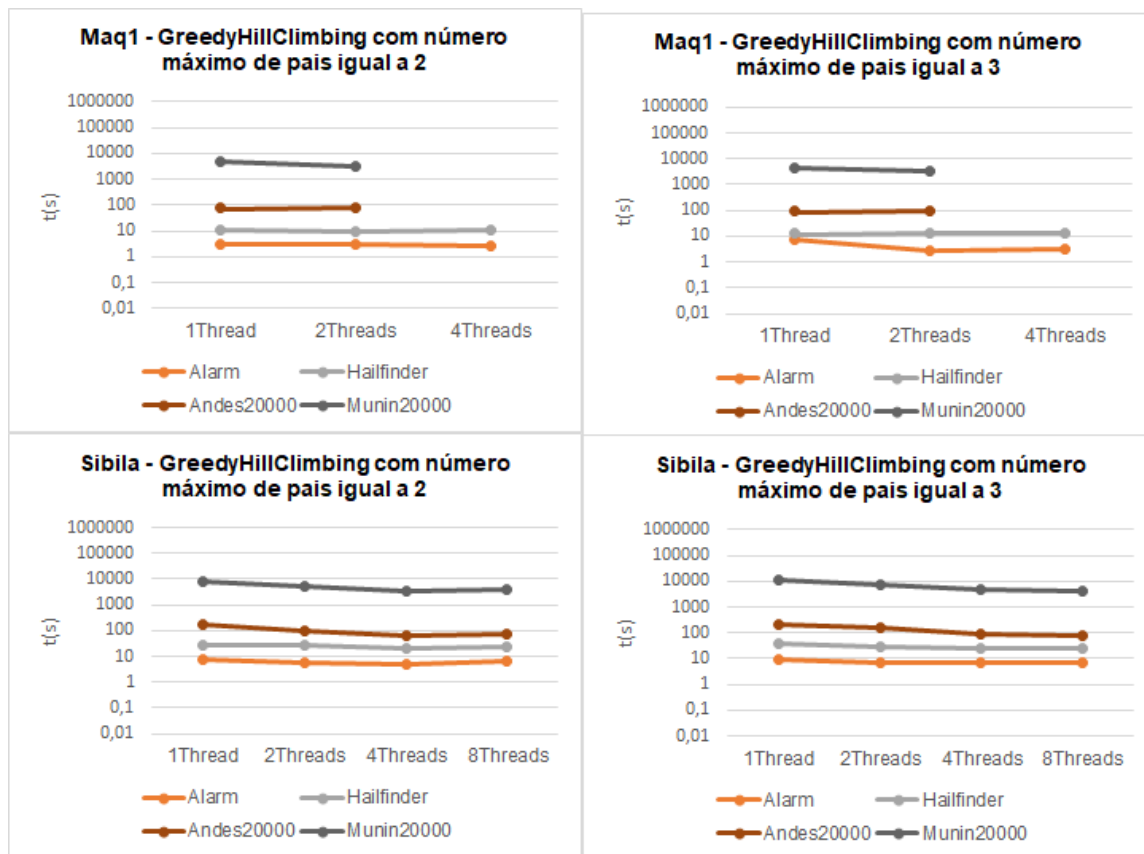 Maq1 - GreedyHillClimbing com número
máximo de pais igual a 2
1000000
100000
10000
1000
100
10
1
0,1
0,01
t(s)
1Thread 2Threads 4Threads
Alarm Hailfinder
Andes20000 Munin20000
Maq1 - GreedyHillClimbing com número
máximo de pais igual a 3
1000000
100000
10000
1000
100
10
1
0,1
0,01
t(s)
1Thread 2Threads 4Threads
Alarm Hailfinder
Andes20000 Munin20000
Sibila - GreedyHillClimbing com número
máximo de pais igual a 2
1000000
100000
10000
1000
100
10
1
0,1
0,01
t(s)
1Thread 2Threads 4Threads 8Threads
Alarm Hailfinder
Andes20000 Munin20000
Sibila - GreedyHillClimbing com número
máximo de pais igual a 3
1000000
100000
10000
1000
100
10
1
0,1
0,01
t(s)
1Thread 2Threads 4Threads 8Threads
Alarm Hailfinder
Andes20000 Munin20000